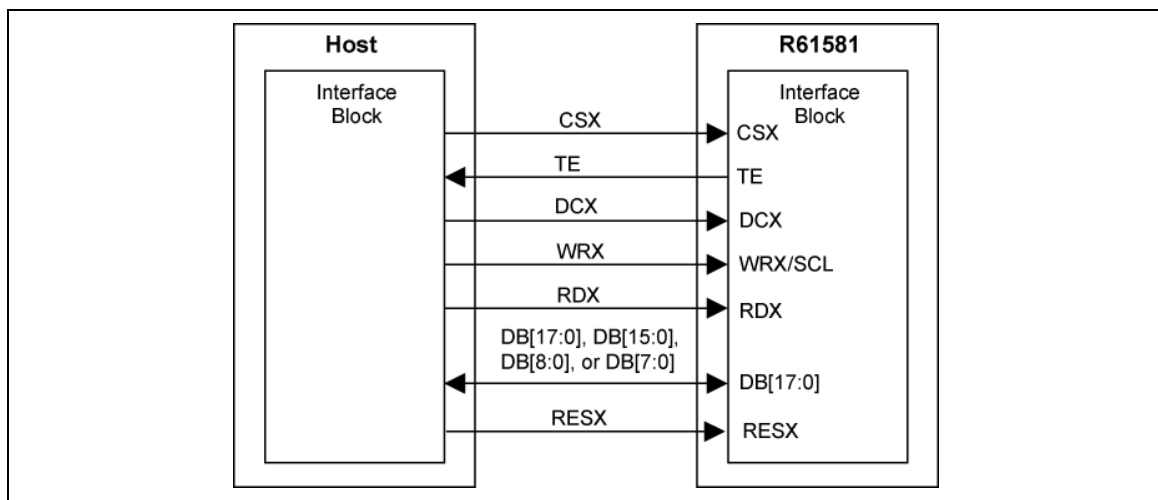 Host
R61581
Interface
Block
Interface
Block
CSX
CSX
TE
TE
DCX
DCX
WRX
WRX/SCL
RDX
RDX
DB[17:0], DB[15:0],
DB[8:0], or DB[7:0]
DB[17:0]
RESX
RESX